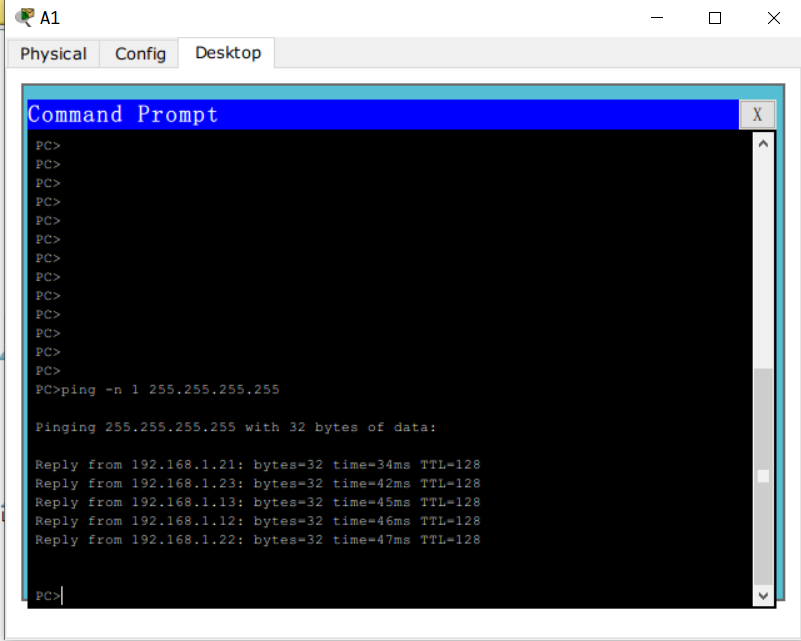 A1
Physical Config Desktop
Command Prompt X
PC>
PC>
PC>
PC>
PC>
PC>
PC>
PC>
PC>
PC>
PC>
PC>
PC>
PC>ping -n 1 255.255.255.255
Pinging 255.255.255.255 with 32 bytes of data:
Reply from 192.168.1.21: bytes=32 time=34ms TTL=128
Reply from 192.168.1.23: bytes=32 time=42ms TTL=128
Reply from 192.168.1.13: bytes=32 time=45ms TTL=128
Reply from 192.168.1.12: bytes=32 time=46ms TTL=128
Reply from 192.168.1.22: bytes=32 time=47ms TTL=128
PC>